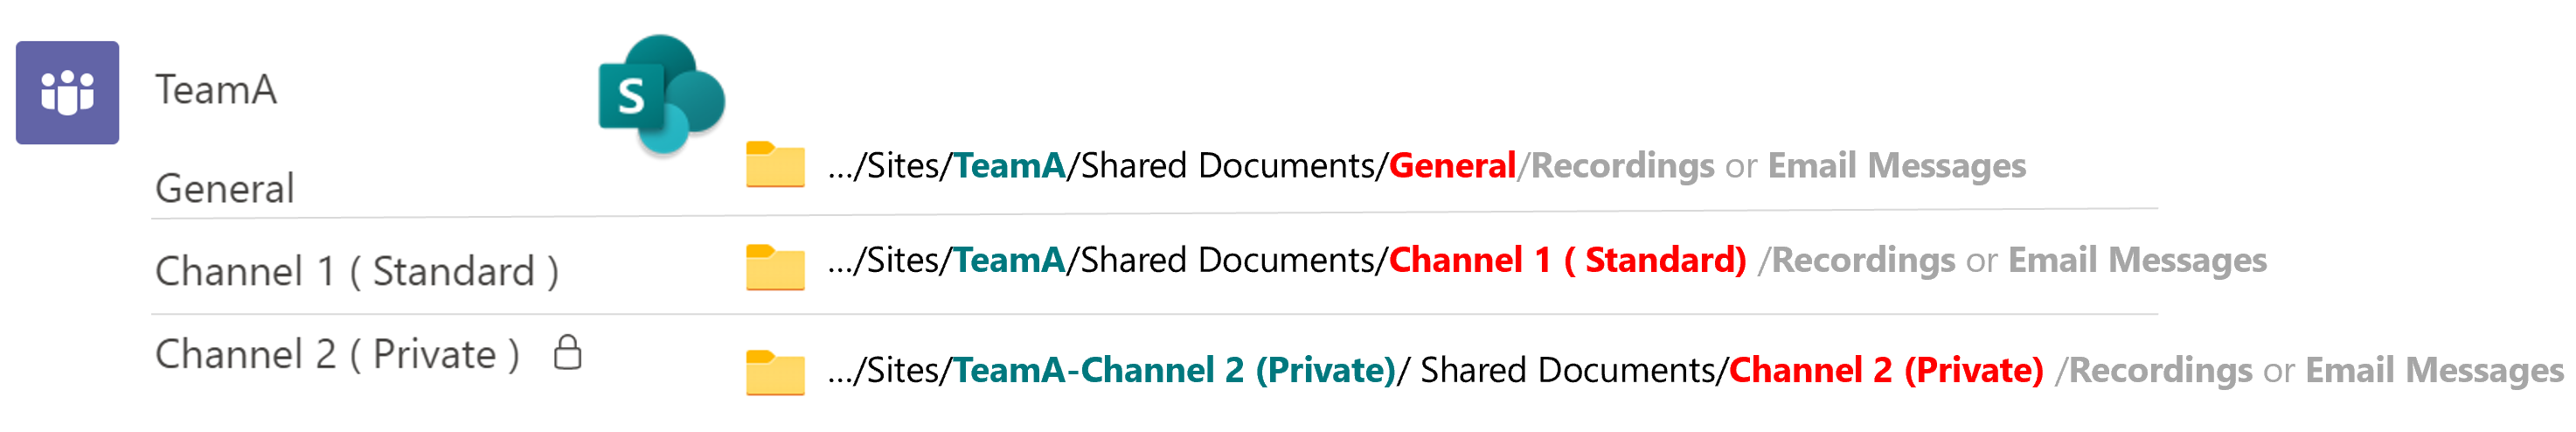 TeamA
S
General
.../Sites/TeamA/Shared Documents/General/Recordings or Email Messages
Channel 1 ( Standard )
.../Sites/TeamA/Shared Documents/Channel 1 ( Standard) /Recordings or Email Messages
Channel 2 ( Private )
.../Sites/TeamA-Channel 2 (Private)/ Shared Documents/Channel 2 (Private) /Recordings or Email Messages